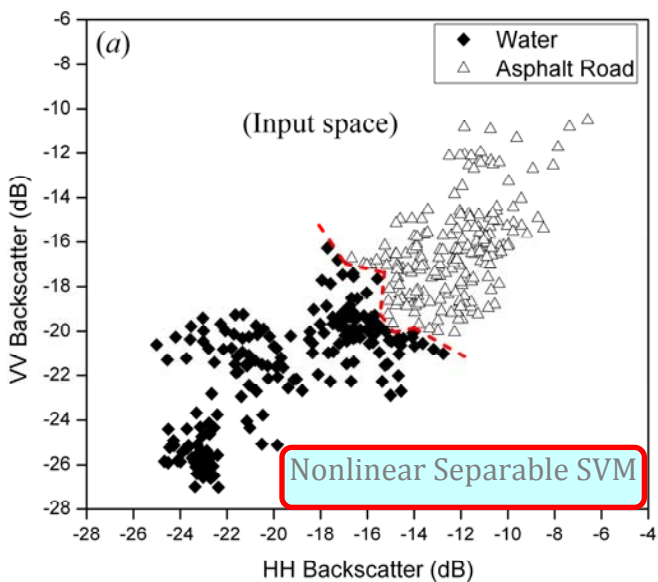 (a)
Water
Asphalt Road
(Input space)
-6
-8
-10
-12
-14
-16
-18
-20
-22
-24
-26
-28
VV Backscatter (dB)
Nonlinear Separable SVM
-28 -26 -24 -22 -20 -18 -16 -14 -12 -10 -8 -6 -4
HH Backscatter (dB)